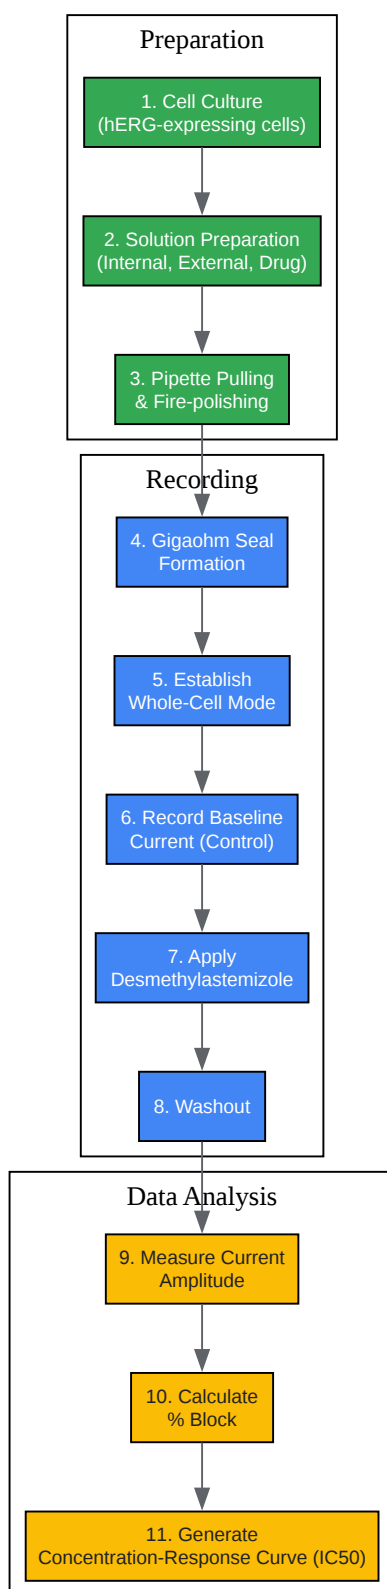 Preparation
1. Cell Culture
(hERG-expressing cells)
2. Solution Preparation
(Internal, External, Drug)
3. Pipette Pulling
& Fire-polishing
Recording
4. Gigaohm Seal
Formation
5. Establish
Whole-Cell Mode
6. Record Baseline
Current (Control)
7. Apply
Desmethylastemizole
8. Washout
Data Analysis
9. Measure Current
Amplitude
10. Calculate
% Block
11. Generate
Concentration-Response Curve (IC50)